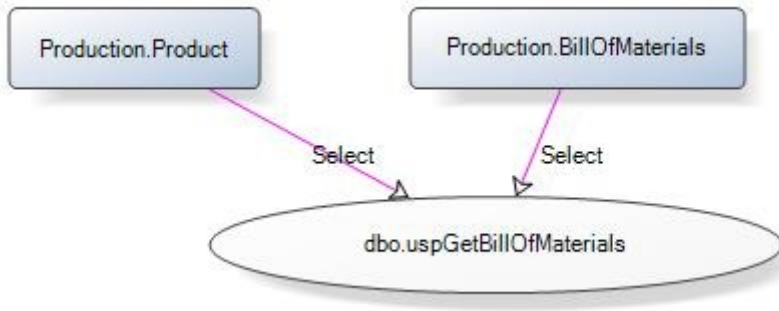 Production.Product
Production.BillOfMaterials
Select
Select
dbo.uspGetBillOfMaterials